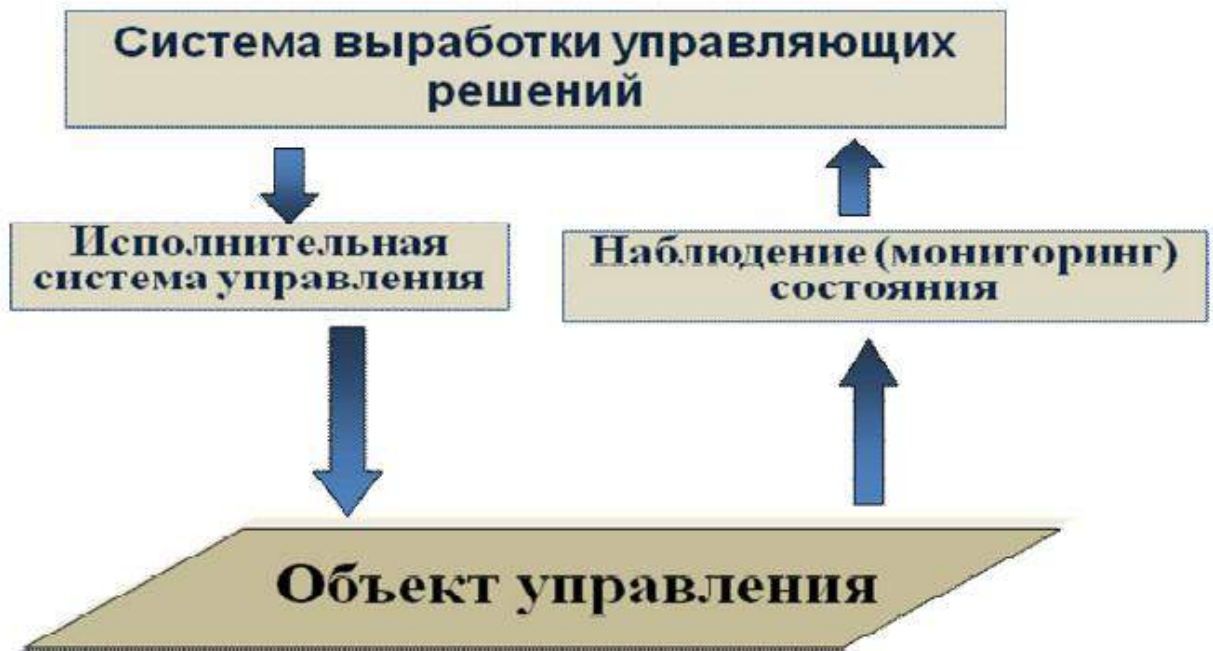 Система выработки управляющих
решений
Исполнительная
система управления
Наблюдение (мониторинг)
состояния
Объект управления